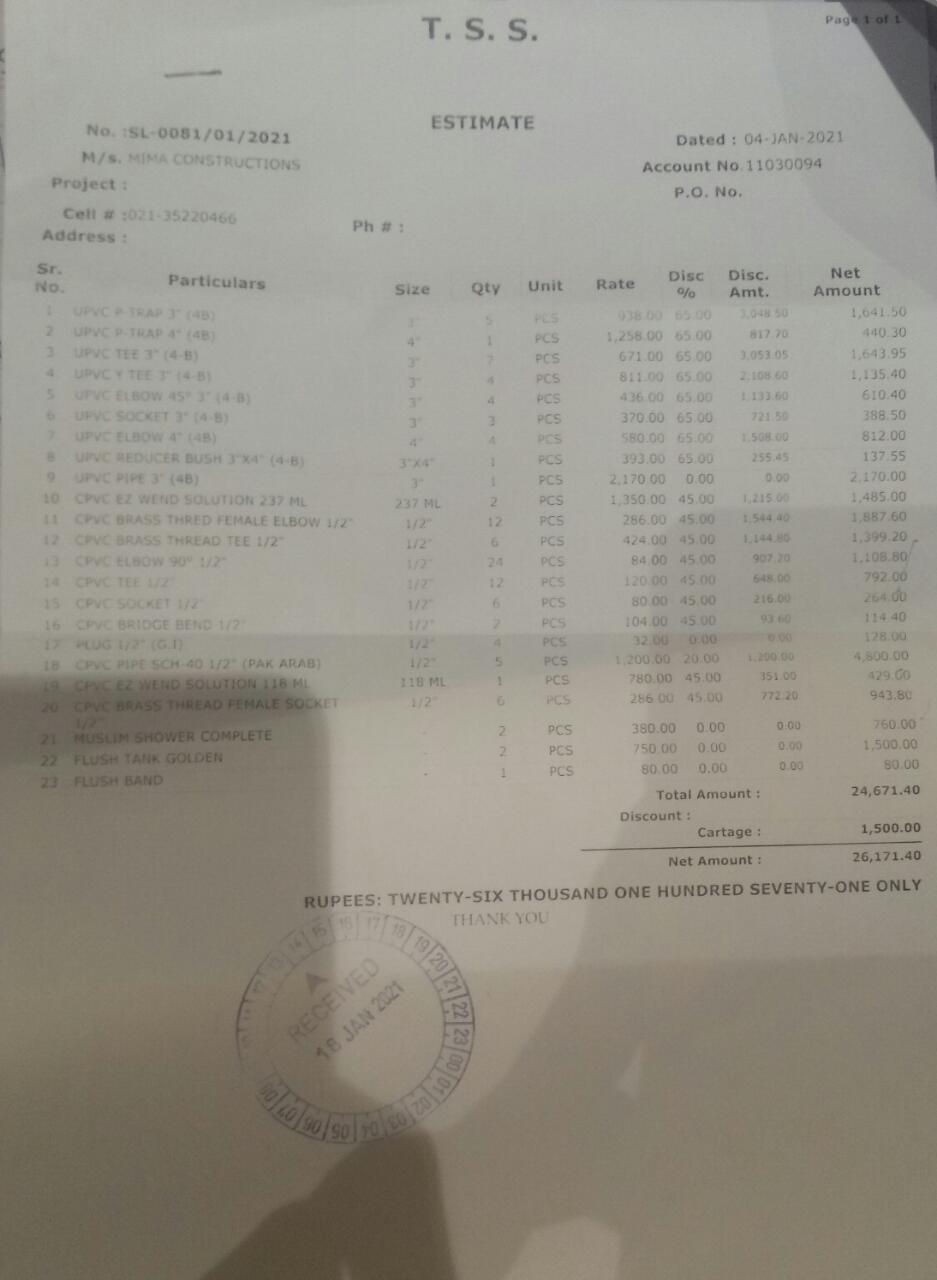 Page 1 of 1
T. S. S.
ESTIMATE
No. :SL-0081/01/2021 Dated : 04-JAN-2021
M/s. MIMA CONSTRUCTIONS Account No 11030094
Project : P.O. No.
Cell # :021-35220466 Ph # :
Address :
Sr. No. Particulars Size Qty Unit Rate Disc % Disc. Amt. Net Amount
1 UPVC P-TRAP 3" (4B) 3" 5 PCS 938.00 65.00 3,048.50 1,641.50
2 UPVC P-TRAP 4" (4B) 4" 1 PCS 1,258.00 65.00 817.70 440.30
3 UPVC TEE 3" (4-B) 3" 7 PCS 671.00 65.00 3,053.05 1,643.95
4 UPVC Y TEE 3" (4-B) 3" 4 PCS 811.00 65.00 2,108.60 1,135.40
5 UPVC ELBOW 45° 3" (4-B) 3" 4 PCS 436.00 65.00 1,133.60 610.40
6 UPVC SOCKET 3" (4-B) 3" 3 PCS 370.00 65.00 721.50 388.50
7 UPVC ELBOW 4" (4B) 4" 4 PCS 580.00 65.00 1,508.00 812.00
8 UPVC REDUCER BUSH 3"X4" (4-B) 3"X4" 1 PCS 393.00 65.00 255.45 137.55
9 UPVC PIPE 3" (4B) 3" 1 PCS 2,170.00 0.00 0.00 2,170.00
10 CPVC EZ WEND SOLUTION 237 ML 237 ML 2 PCS 1,350.00 45.00 1,215.00 1,485.00
11 CPVC BRASS THRED FEMALE ELBOW 1/2" 1/2" 12 PCS 286.00 45.00 1,544.40 1,887.60
12 CPVC BRASS THREAD TEE 1/2" 1/2" 6 PCS 424.00 45.00 1,144.80 1,399.20
13 CPVC ELBOW 90° 1/2" 1/2" 24 PCS 84.00 45.00 907.20 1,108.80
14 CPVC TEE 1/2" 1/2" 12 PCS 120.00 45.00 648.00 792.00
15 CPVC SOCKET 1/2" 1/2" 6 PCS 80.00 45.00 216.00 264.00
16 CPVC BRIDGE BEND 1/2" 1/2" 2 PCS 104.00 45.00 93.60 114.40
17 PLUG 1/2" (G.I) 1/2" 4 PCS 32.00 0.00 0.00 128.00
18 CPVC PIPE SCH-40 1/2" (PAK ARAB) 1/2" 5 PCS 1,200.00 20.00 1,200.00 4,800.00
19 CPVC EZ WEND SOLUTION 118 ML 118 ML 1 PCS 780.00 45.00 351.00 429.00
20 CPVC BRASS THREAD FEMALE SOCKET 1/2" 6 PCS 286.00 45.00 772.20 943.80
1/2"
21 MUSLIM SHOWER COMPLETE - 2 PCS 380.00 0.00 0.00 760.00
22 FLUSH TANK GOLDEN - 2 PCS 750.00 0.00 0.00 1,500.00
23 FLUSH BAND - 1 PCS 80.00 0.00 0.00 80.00
Total Amount : 24,671.40
Discount :
Cartage : 1,500.00
Net Amount : 26,171.40
RUPEES: TWENTY-SIX THOUSAND ONE HUNDRED SEVENTY-ONE ONLY
THANK YOU
13 14 15 16 17 18 19 20 21 22 23 00 01 02 03 04 05 06 07 08
RECEIVED
18 JAN 2021